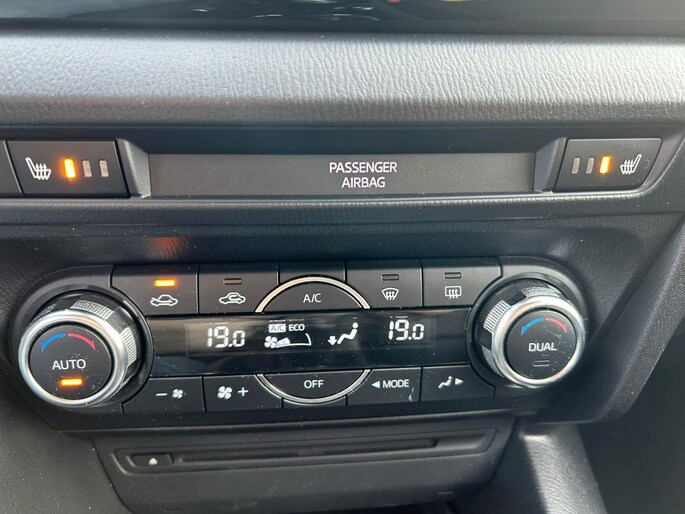 PASSENGER
AIRBAG
A/C
19.0
A/C ECO
19.0
AUTO
DUAL
-
+
OFF
◄ MODE
►